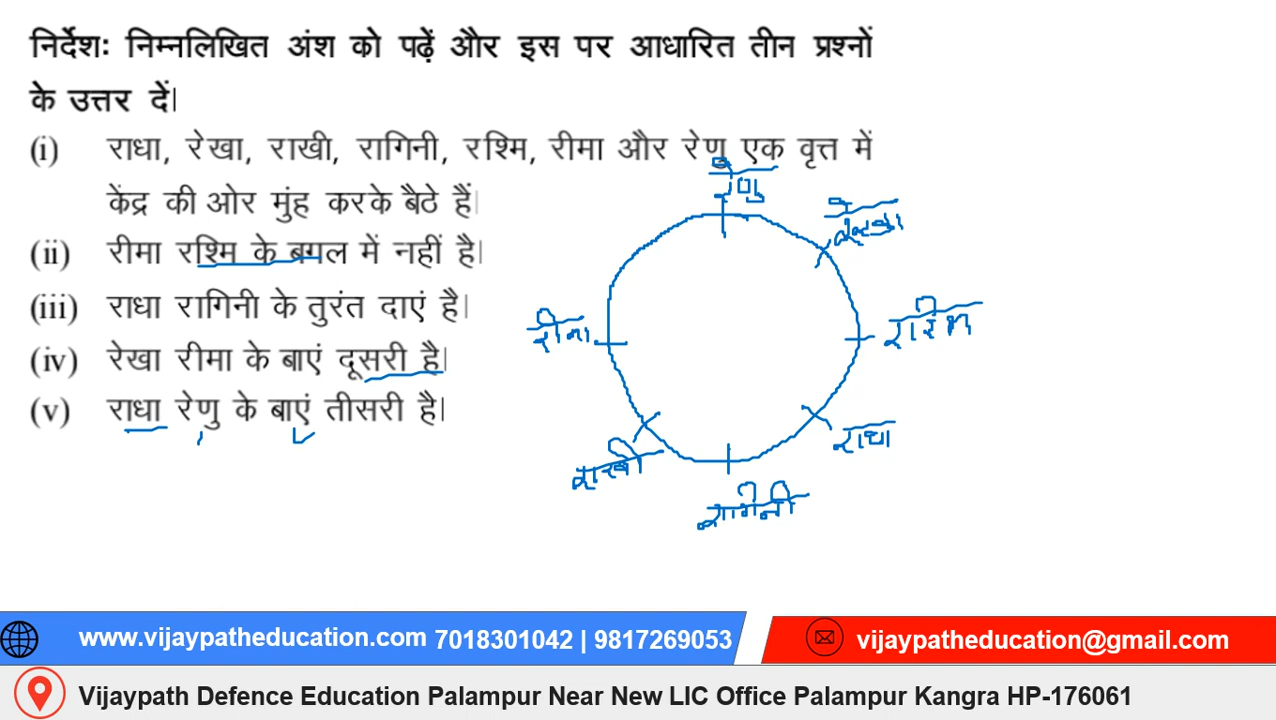 निर्देशः निम्नलिखित अंश को पढ़ें और इस पर आधारित तीन प्रश्नों
के उत्तर दें।
(i) राधा, रेखा, राखी, रागिनी, रश्मि, रीमा और रेणु एक वृत्त में
केंद्र की ओर मुंह करके बैठे हैं।
(ii) रीमा रश्मि के बगल में नहीं है।
(iii) राधा रागिनी के तुरंत दाएं है।
(iv) रेखा रीमा के बाएं दूसरी है।
(v) राधा रेणु के बाएं तीसरी है।
रेणु
रेखा
रीमा
राधा
राखी
रागिनी
www.vijaypatheducation.com 7018301042 | 9817269053
vijaypatheducation@gmail.com
Vijaypath Defence Education Palampur Near New LIC Office Palampur Kangra HP-176061